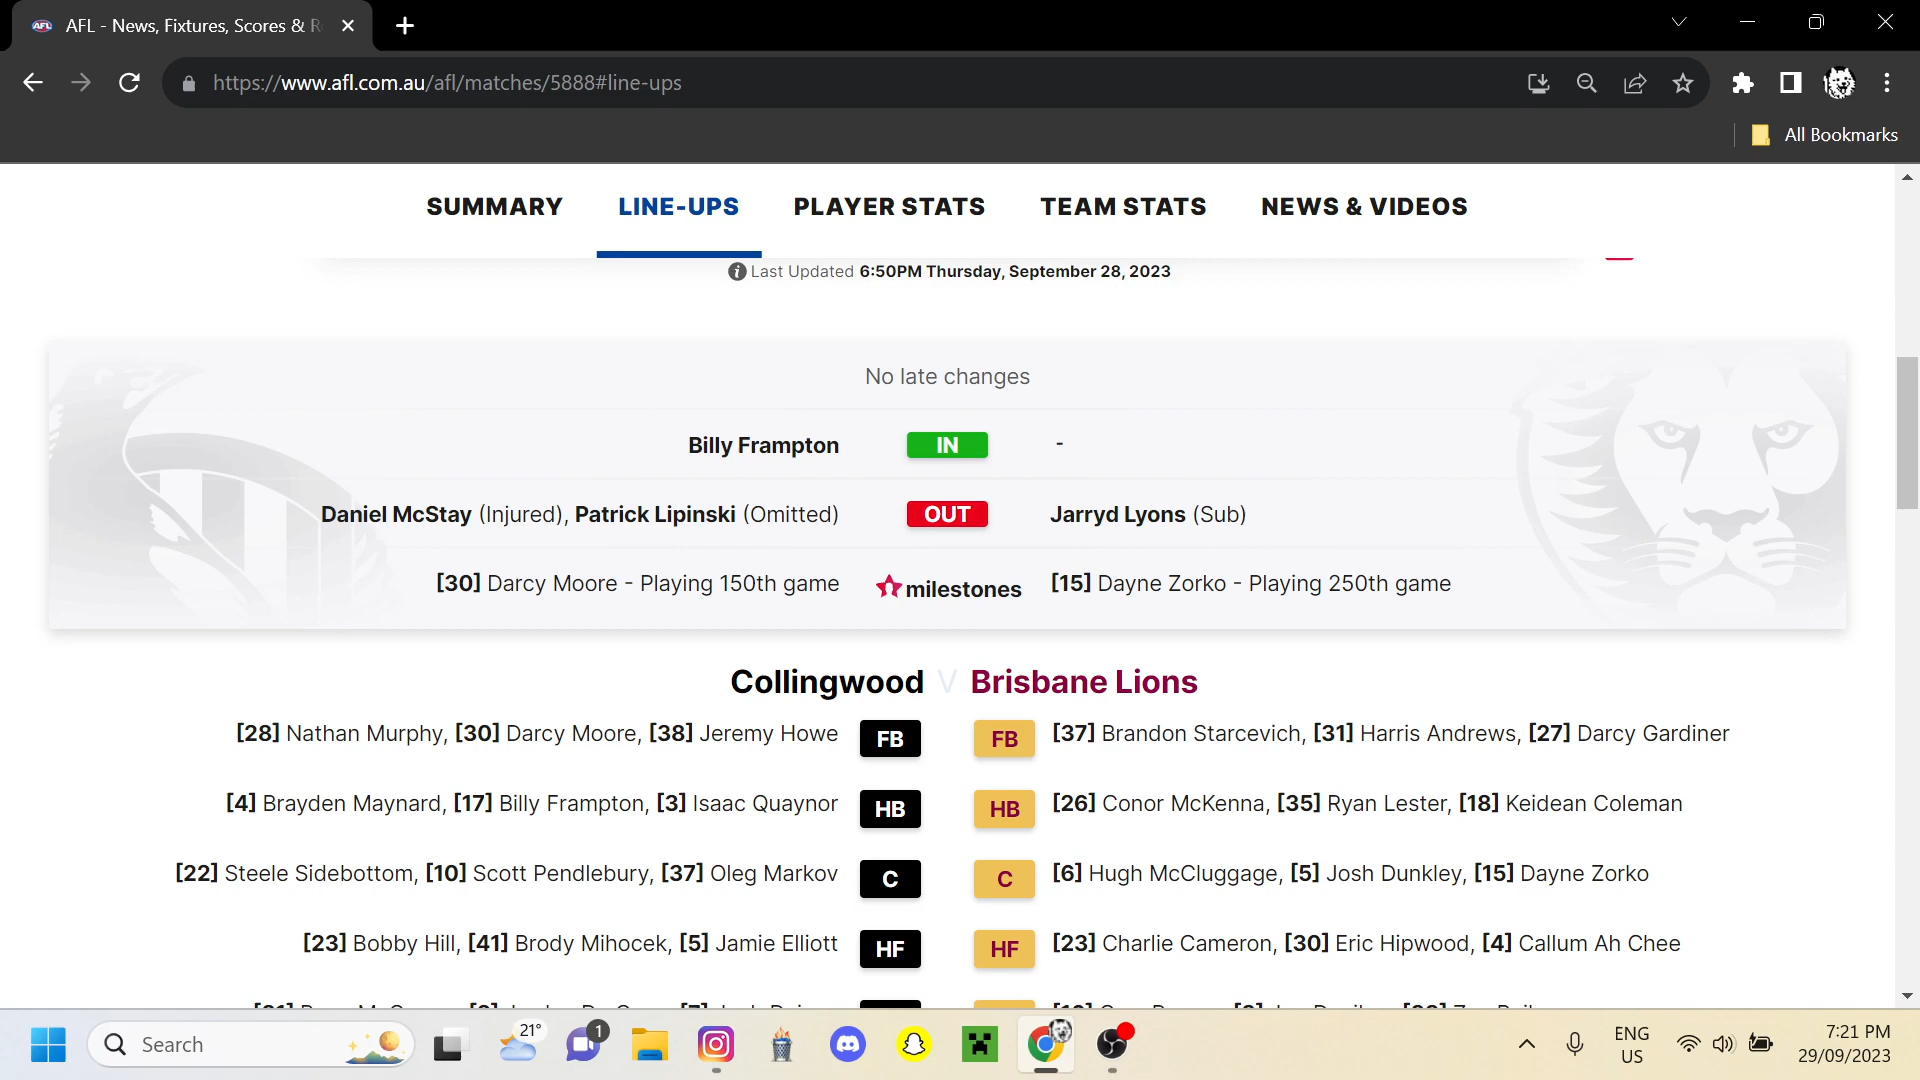 AFL - News, Fixtures, Scores & R
https://www.afl.com.au/afl/matches/5888#line-ups
All Bookmarks
SUMMARY LINE-UPS PLAYER STATS TEAM STATS NEWS & VIDEOS
Last Updated 6:50PM Thursday, September 28, 2023
No late changes
Billy Frampton IN -
Daniel McStay (Injured), Patrick Lipinski (Omitted) OUT Jarryd Lyons (Sub)
[30] Darcy Moore - Playing 150th game milestones [15] Dayne Zorko - Playing 250th game
Collingwood V Brisbane Lions
[28] Nathan Murphy, [30] Darcy Moore, [38] Jeremy Howe FB FB [37] Brandon Starcevich, [31] Harris Andrews, [27] Darcy Gardiner
[4] Brayden Maynard, [17] Billy Frampton, [3] Isaac Quaynor HB HB [26] Conor McKenna, [35] Ryan Lester, [18] Keidean Coleman
[22] Steele Sidebottom, [10] Scott Pendlebury, [37] Oleg Markov C C [6] Hugh McCluggage, [5] Josh Dunkley, [15] Dayne Zorko
[23] Bobby Hill, [41] Brody Mihocek, [5] Jamie Elliott HF HF [23] Charlie Cameron, [30] Eric Hipwood, [4] Callum Ah Chee
Search 21° 1 ENG 7:21 PM
US 29/09/2023